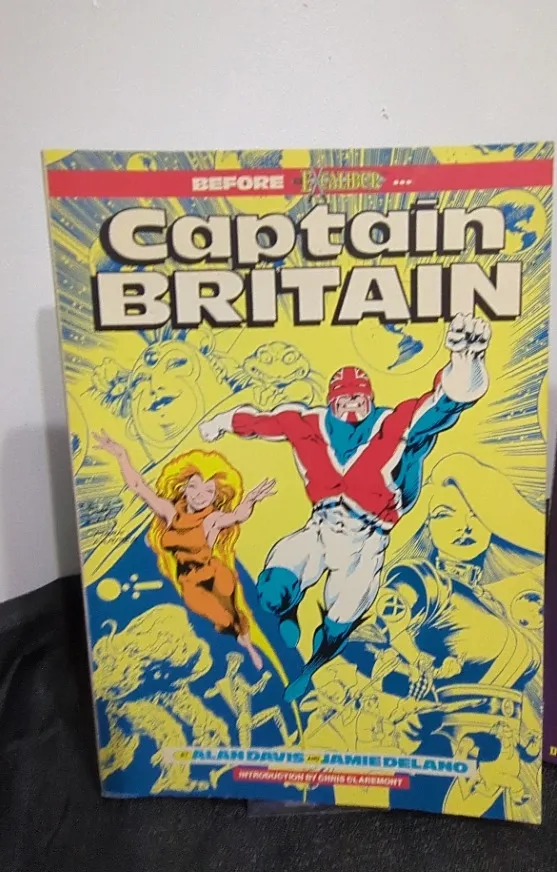 BEFORE EXCALIBUR ...
Captain
BRITAIN
BY ALAN DAVIS AND JAMIE DELANO
INTRODUCTION BY CHRIS CLAREMONT